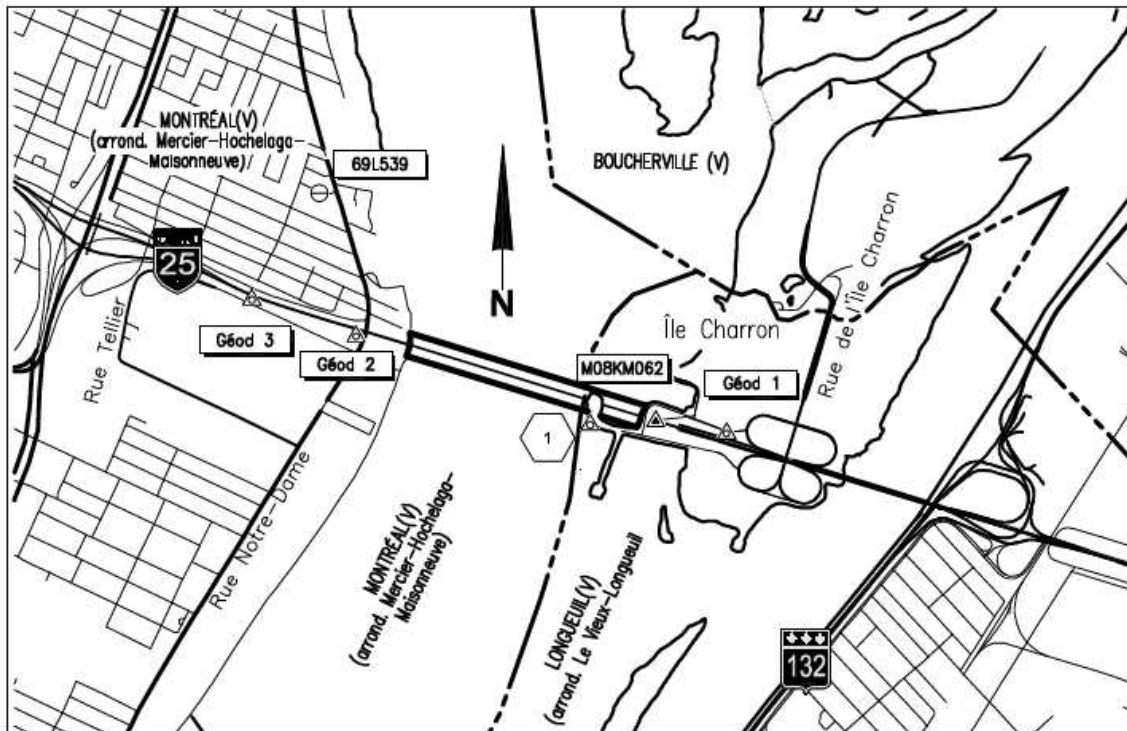 MONTRÉAL(V)
(arrond. Mercier-Hochelaga-
Maisonneuve)
69L539
BOUCHERVILLE (V)
25
N
Rue Tellier
Géod 3
Géod 2
Île Charron
Rue de l'Île Charron
M08KM062
Géod 1
1
Rue Notre-Dame
MONTRÉAL(V)
(arrond. Mercier-Hochelaga-
Maisonneuve)
LONGUEUIL(V)
(arrond. Le Vieux-Longueuil
132